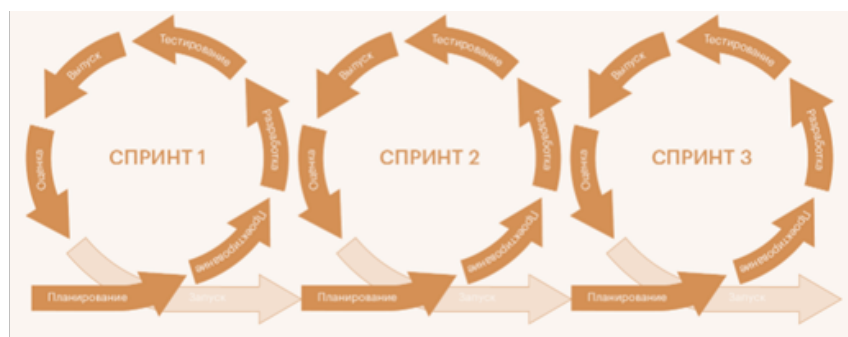 СПРИНТ 1
Планирование
Проектирование
Разработка
Тестирование
Выпуск
Оценка
Запуск
СПРИНТ 2
Планирование
Проектирование
Разработка
Тестирование
Выпуск
Оценка
Запуск
СПРИНТ 3
Планирование
Проектирование
Разработка
Тестирование
Выпуск
Оценка
Запуск